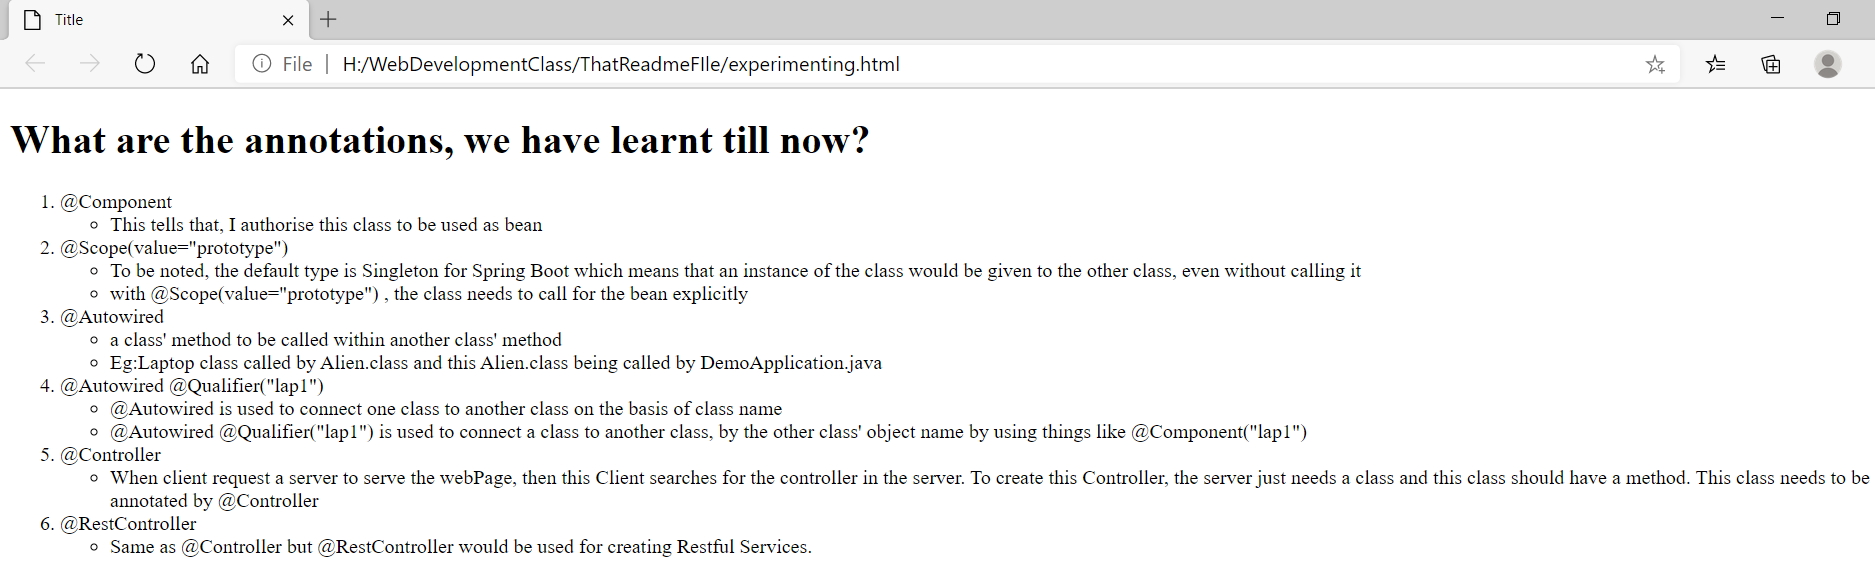 Title
File | H:/WebDevelopmentClass/ThatReadmeFIle/experimenting.html
What are the annotations, we have learnt till now?
1. @Component
This tells that, I authorise this class to be used as bean
2. @Scope(value="prototype")
To be noted, the default type is Singleton for Spring Boot which means that an instance of the class would be given to the other class, even without calling it
with @Scope(value="prototype") , the class needs to call for the bean explicitly
3. @Autowired
a class' method to be called within another class' method
Eg:Laptop class called by Alien.class and this Alien.class being called by DemoApplication.java
4. @Autowired @Qualifier("lap1")
@Autowired is used to connect one class to another class on the basis of class name
@Autowired @Qualifier("lap1") is used to connect a class to another class, by the other class' object name by using things like @Component("lap1")
5. @Controller
When client request a server to serve the webPage, then this Client searches for the controller in the server. To create this Controller, the server just needs a class and this class should have a method. This class needs to be
annotated by @Controller
6. @RestController
Same as @Controller but @RestController would be used for creating Restful Services.